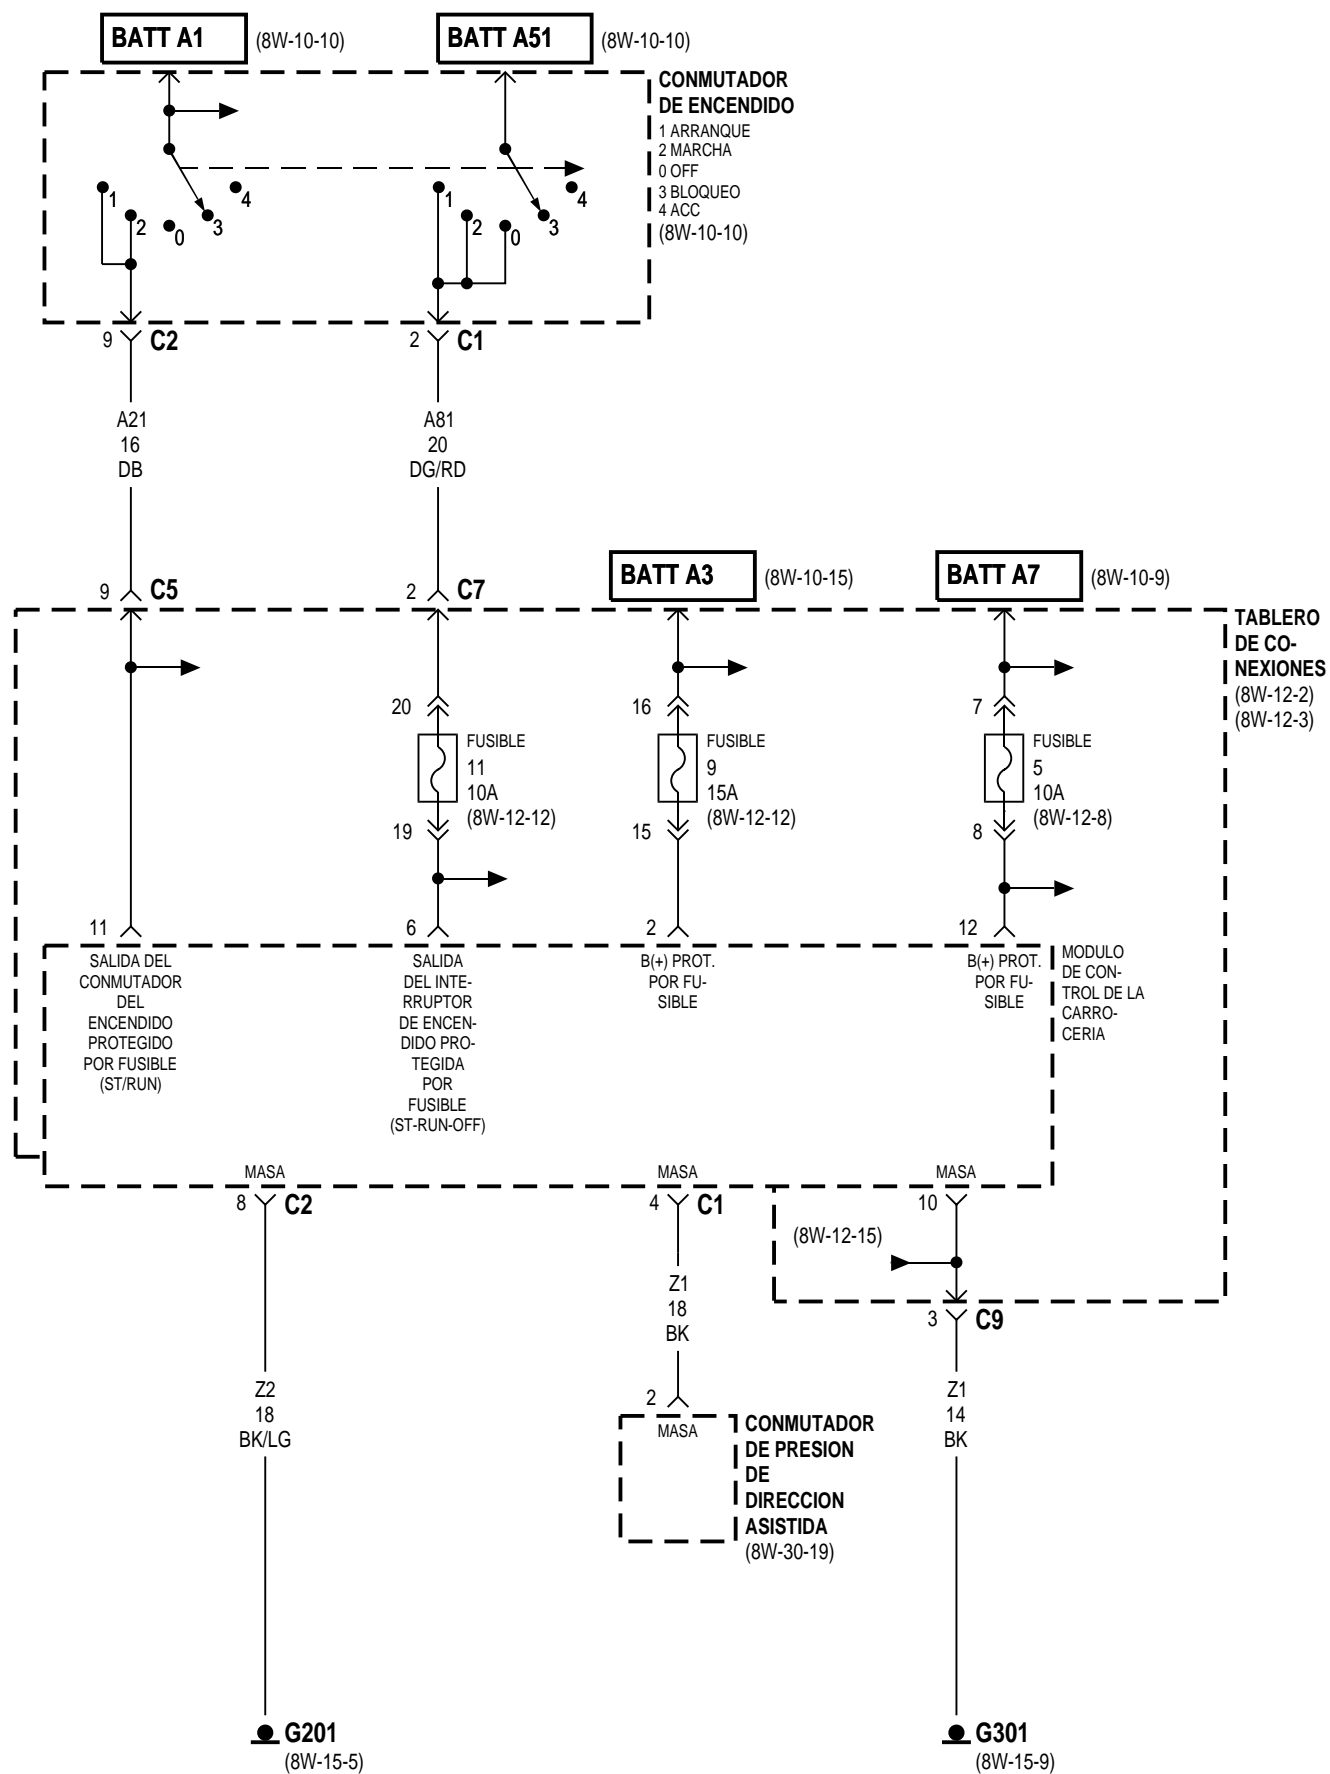 BATT A1
(8W-10-10)
BATT A51
(8W-10-10)
CONMUTADOR
DE ENCENDIDO
1 ARRANQUE
2 MARCHA
0 OFF
3 BLOQUEO
4 ACC
(8W-10-10)
1
2
0
3
4
1
2
0
3
4
9
C2
2
C1
A21
16
DB
A81
20
DG/RD
9
C5
2
C7
BATT A3
(8W-10-15)
BATT A7
(8W-10-9)
TABLERO
DE CO-
NEXIONES
(8W-12-2)
(8W-12-3)
20
FUSIBLE
11
10A
(8W-12-12)
19
16
FUSIBLE
9
15A
(8W-12-12)
15
7
FUSIBLE
5
10A
(8W-12-8)
8
11
6
2
12
SALIDA DEL
CONMUTADOR
DEL
ENCENDIDO
PROTEGIDO
POR FUSIBLE
(ST/RUN)
SALIDA
DEL INTE-
RRUPTOR
DE ENCEN-
DIDO PRO-
TEGIDA
POR
FUSIBLE
(ST-RUN-OFF)
B(+) PROT.
POR FU-
SIBLE
B(+) PROT.
POR FU-
SIBLE
MODULO
DE CON-
TROL DE LA
CARRO-
CERIA
MASA
MASA
MASA
8
C2
4
C1
10
(8W-12-15)
Z1
18
BK
3
C9
Z2
18
BK/LG
Z1
14
BK
2
MASA
CONMUTADOR
DE PRESION
DE
DIRECCION
ASISTIDA
(8W-30-19)
G201
(8W-15-5)
G301
(8W-15-9)